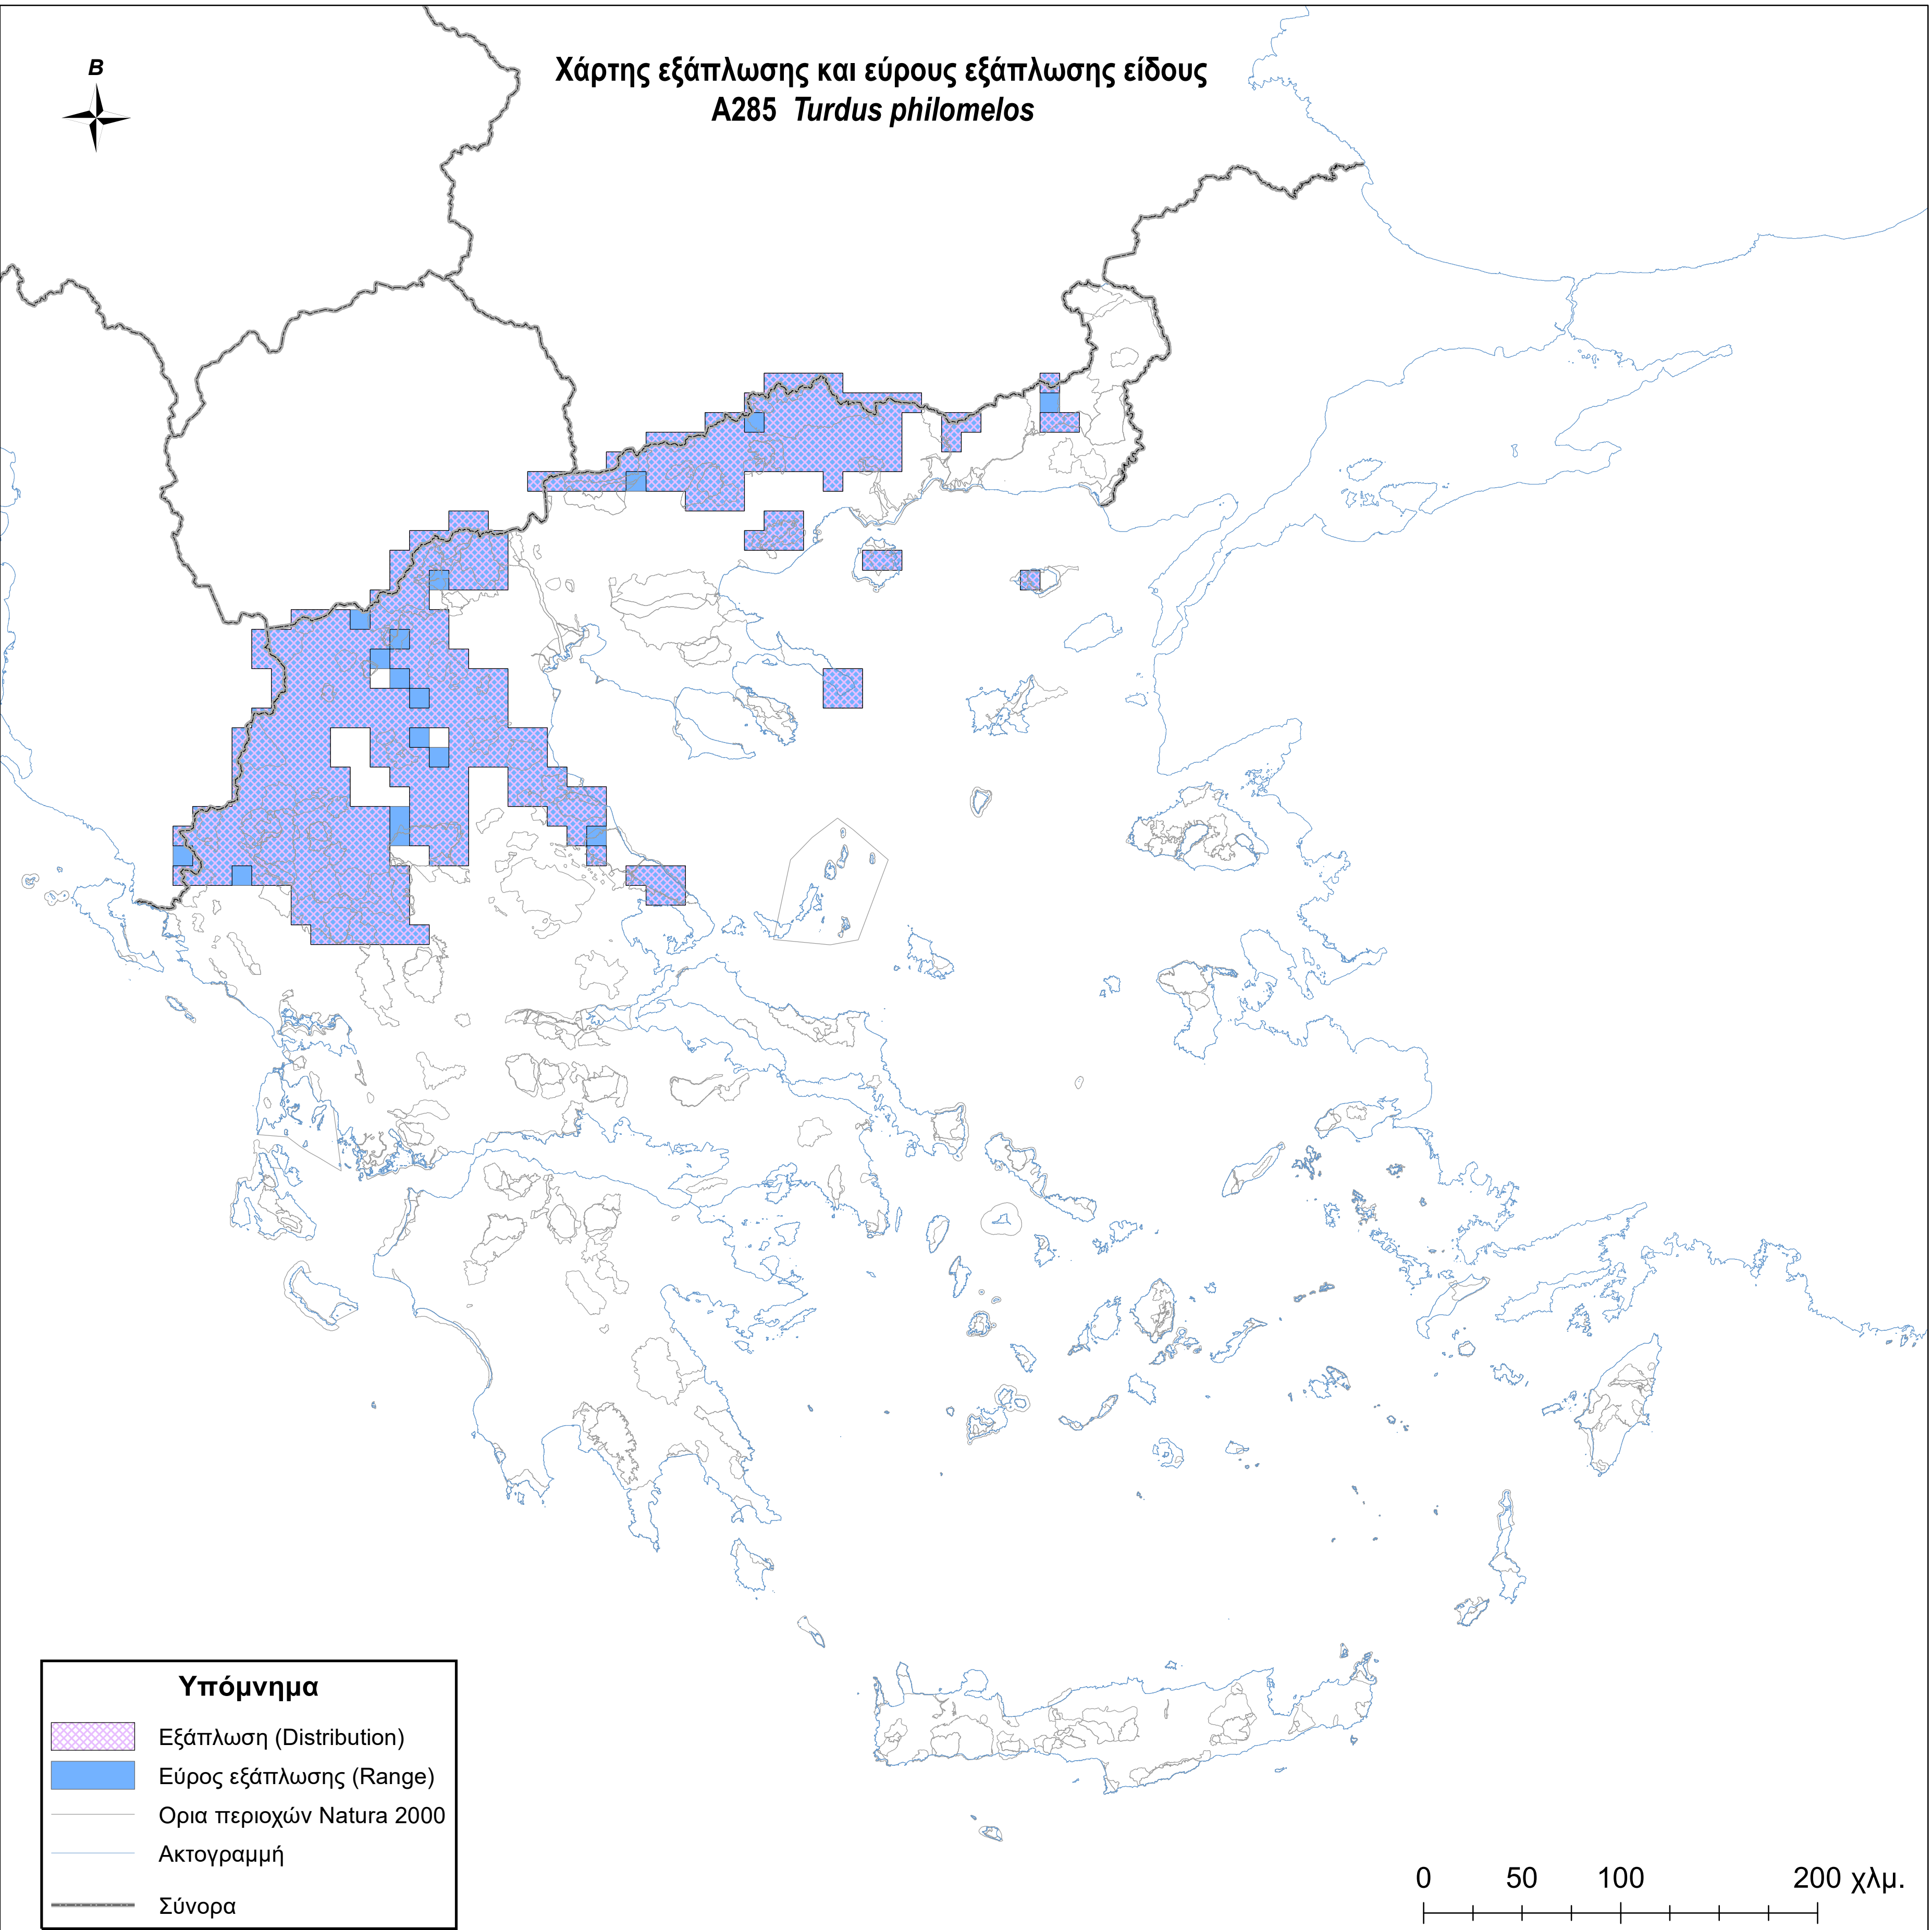 Β
Χάρτης εξάπλωσης και εύρους εξάπλωσης είδους
A285 Turdus philomelos
Υπόμνημα
Εξάπλωση (Distribution)
Εύρος εξάπλωσης (Range)
Ορια περιοχών Natura 2000
Ακτογραμμή
Σύνορα
0 50 100 200 χλμ.